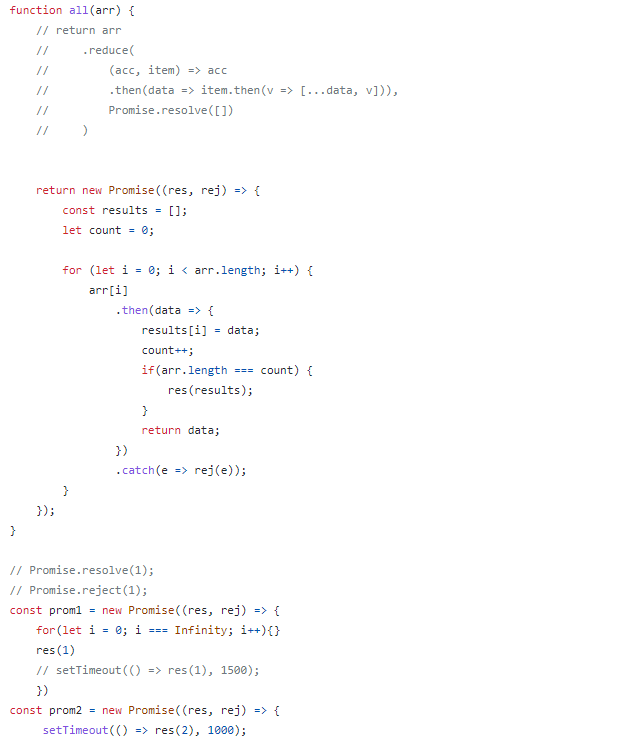 function all(arr) {
    // return arr
    //     .reduce(
    //         (acc, item) => acc
    //         .then(data => item.then(v => [...data, v])),
    //         Promise.resolve([])
    //     )
    return new Promise((res, rej) => {
        const results = [];
        let count = 0;
        for (let i = 0; i < arr.length; i++) {
            arr[i]
                .then(data => {
                    results[i] = data;
                    count++;
                    if(arr.length === count) {
                        res(results);
                    }
                    return data;
                })
                .catch(e => rej(e));
        }
    });
}
// Promise.resolve(1);
// Promise.reject(1);
const prom1 = new Promise((res, rej) => {
    for(let i = 0; i === Infinity; i++){}
    res(1)
    // setTimeout(() => res(1), 1500);
    })
const prom2 = new Promise((res, rej) => {
     setTimeout(() => res(2), 1000);